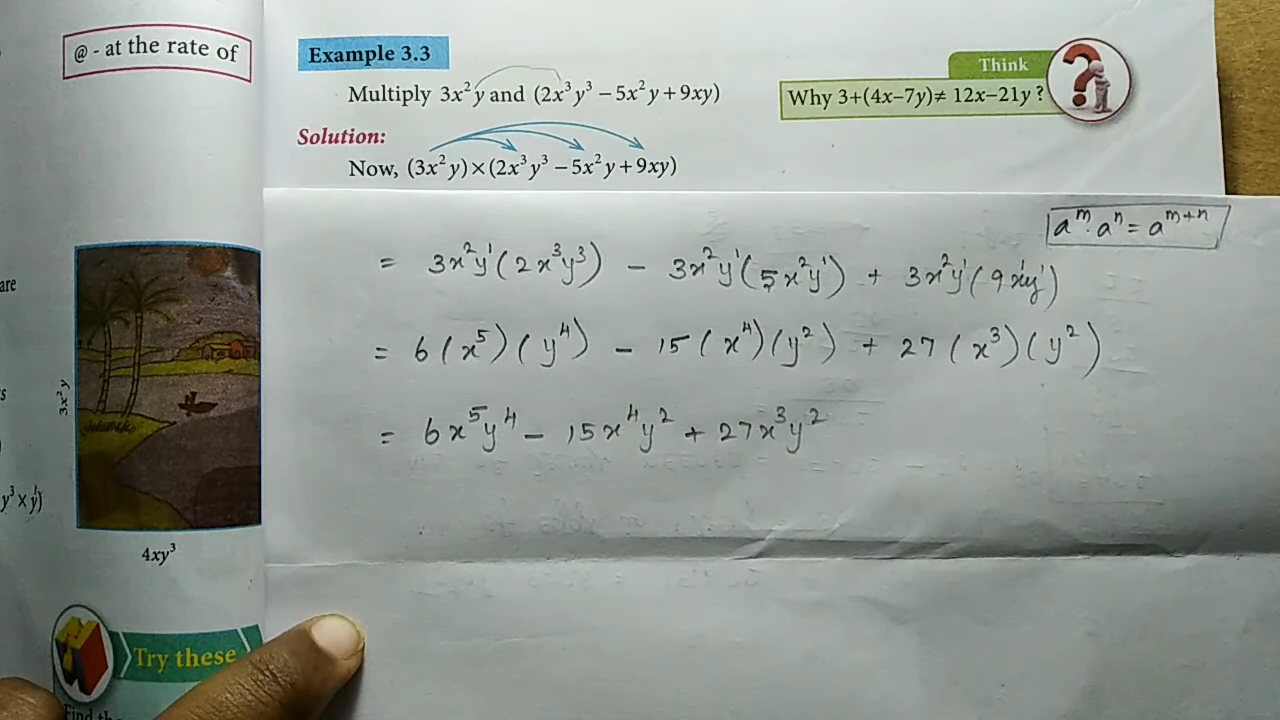 @ - at the rate of
Example 3.3
Multiply 3x²y and (2x³y³ – 5x²y + 9xy)
Think
Why 3+(4x–7y)≠ 12x–21y ?
Solution:
Now, (3x²y)×(2x³y³ – 5x²y + 9xy)
aᵐ · aⁿ = aᵐ⁺ⁿ
= 3x²y¹(2x³y³) – 3x²y¹(5x²y¹) + 3x²y¹(9x¹y¹)
= 6(x⁵)(y⁴) – 15(x⁴)(y²) + 27(x³)(y²)
= 6x⁵y⁴ – 15x⁴y² + 27x³y²
are
3x²y
y³ × y)
4xy³
Try these
Find